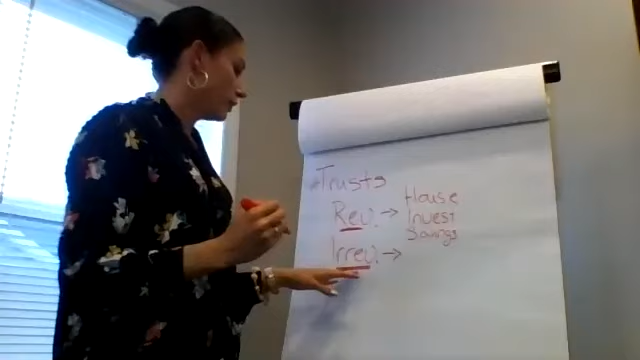 Trusts
Rev. → House
Invest
Savings
Irrev. →